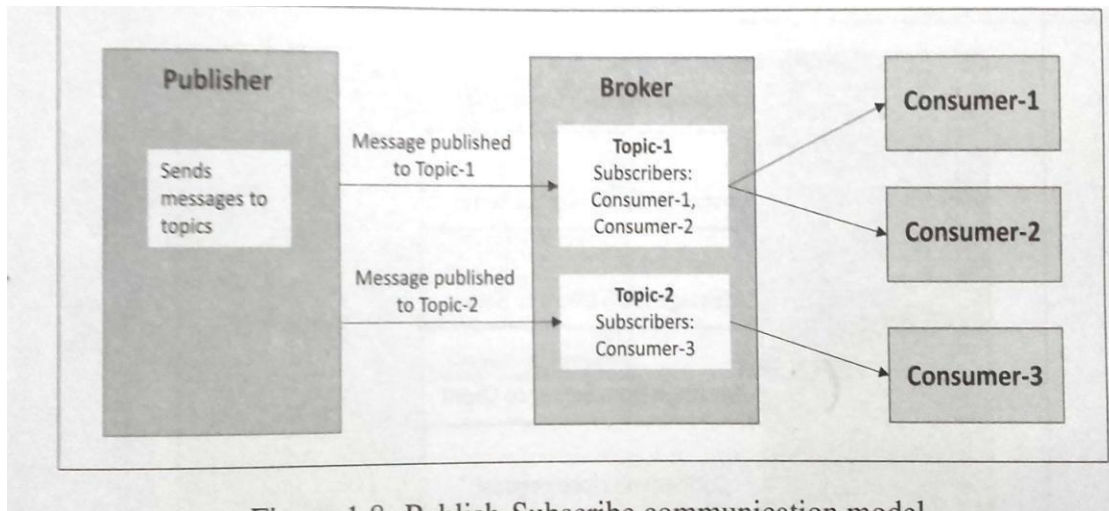 Publisher
Sends
messages to
topics
Message published
to Topic-1
Message published
to Topic-2
Broker
Topic-1
Subscribers:
Consumer-1,
Consumer-2
Topic-2
Subscribers:
Consumer-3
Consumer-1
Consumer-2
Consumer-3
Publish-Subscribe communication model